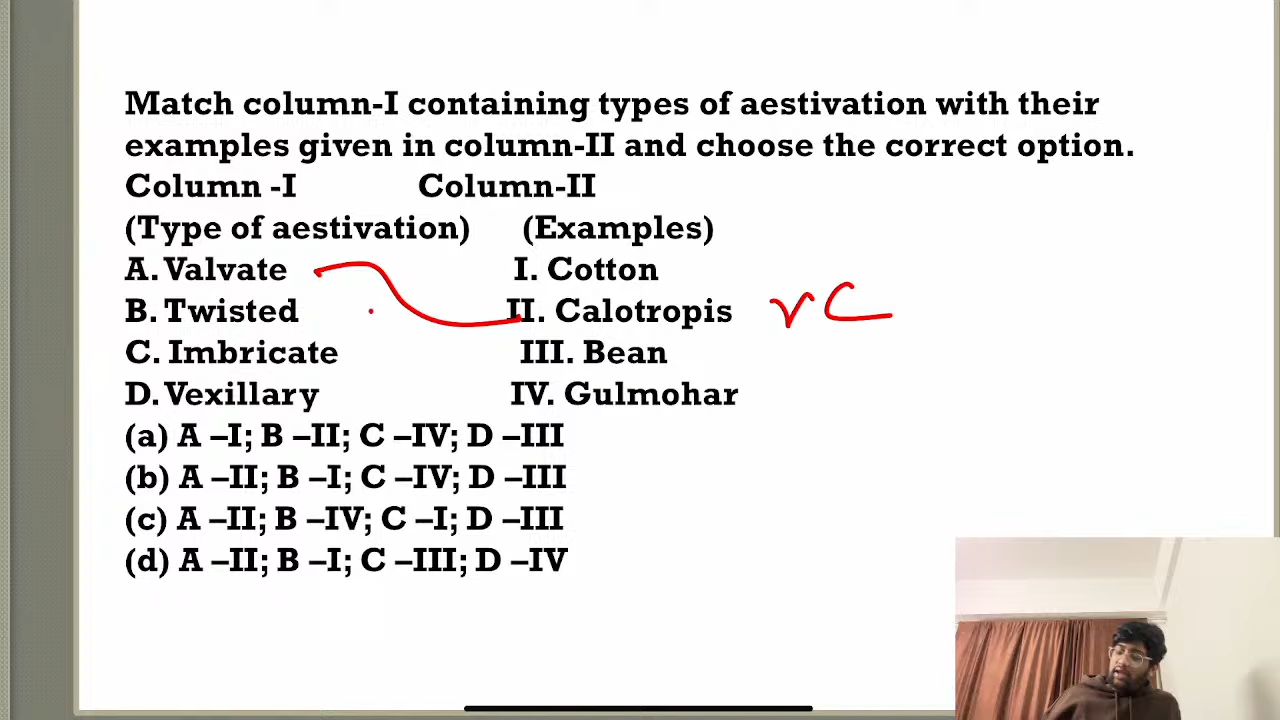 Match column-I containing types of aestivation with their
examples given in column-II and choose the correct option.
Column -I Column-II
(Type of aestivation) (Examples)
A. Valvate I. Cotton
B. Twisted II. Calotropis v C
C. Imbricate III. Bean
D. Vexillary IV. Gulmohar
(a) A –I; B –II; C –IV; D –III
(b) A –II; B –I; C –IV; D –III
(c) A –II; B –IV; C –I; D –III
(d) A –II; B –I; C –III; D –IV